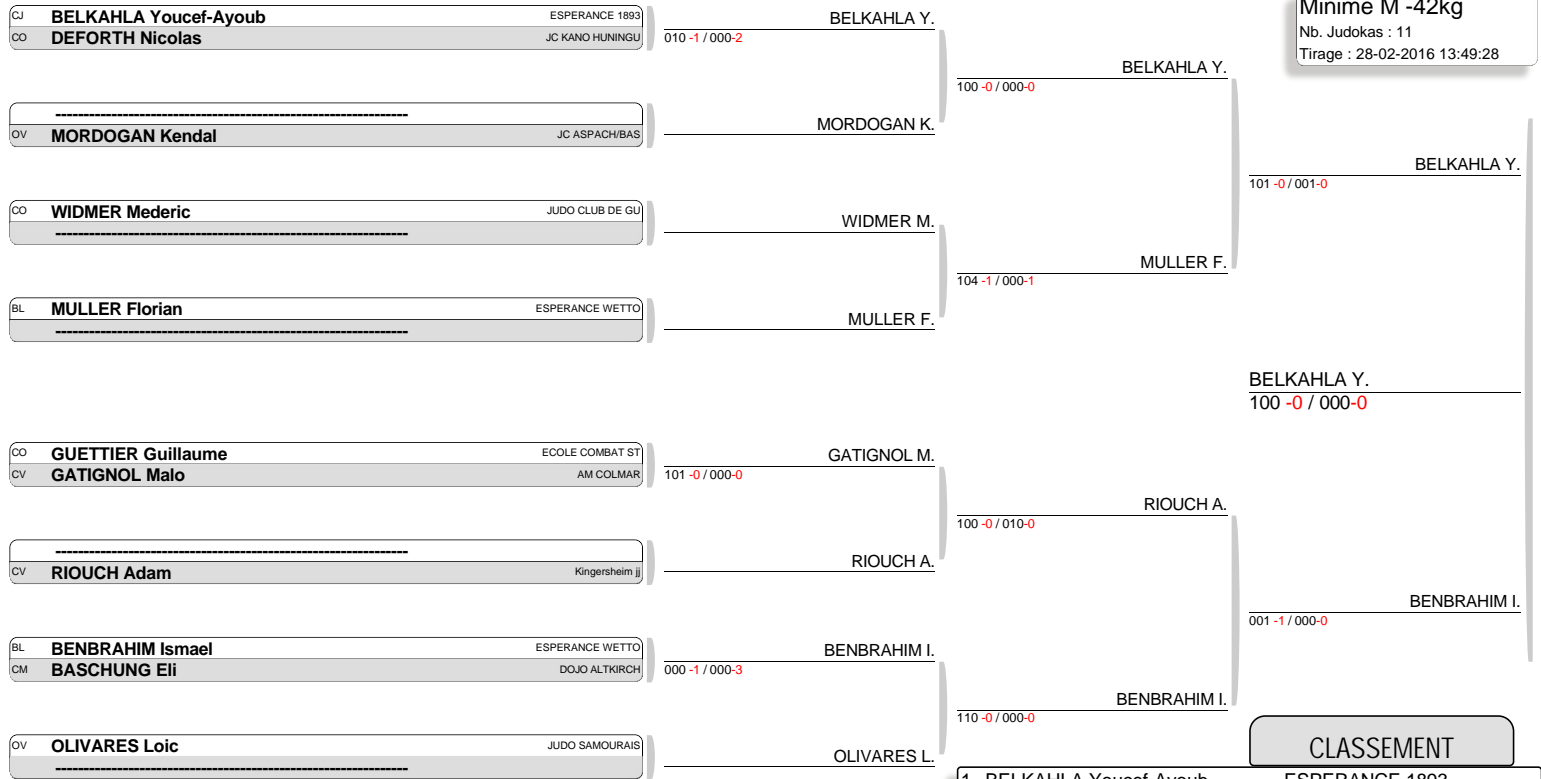 Minime M -42kg
Nb. Judokas : 11
Tirage : 28-02-2016 13:49:28
CJ BELKAHLA Youcef-Ayoub ESPERANCE 1893
CO DEFORTH Nicolas JC KANO HUNINGU
------------------------------------------------------------------
OV MORDOGAN Kendal JC ASPACH/BAS
CO WIDMER Mederic JUDO CLUB DE GU
------------------------------------------------------------------
BL MULLER Florian ESPERANCE WETTO
------------------------------------------------------------------
CO GUETTIER Guillaume ECOLE COMBAT ST
CV GATIGNOL Malo AM COLMAR
------------------------------------------------------------------
CV RIOUCH Adam Kingersheim jj
BL BENBRAHIM Ismael ESPERANCE WETTO
CM BASCHUNG Eli DOJO ALTKIRCH
OV OLIVARES Loic JUDO SAMOURAIS
------------------------------------------------------------------
BELKAHLA Y.
010 -1 / 000-2
MORDOGAN K.
WIDMER M.
MULLER F.
GATIGNOL M.
101 -0 / 000-0
RIOUCH A.
BENBRAHIM I.
000 -1 / 000-3
OLIVARES L.
BELKAHLA Y.
100 -0 / 000-0
MULLER F.
104 -1 / 000-1
RIOUCH A.
100 -0 / 010-0
BENBRAHIM I.
110 -0 / 000-0
BELKAHLA Y.
101 -0 / 001-0
BELKAHLA Y.
100 -0 / 000-0
BENBRAHIM I.
001 -1 / 000-0
CLASSEMENT
1 BELKAHLA Youcef-Ayoub ESPERANCE 1893